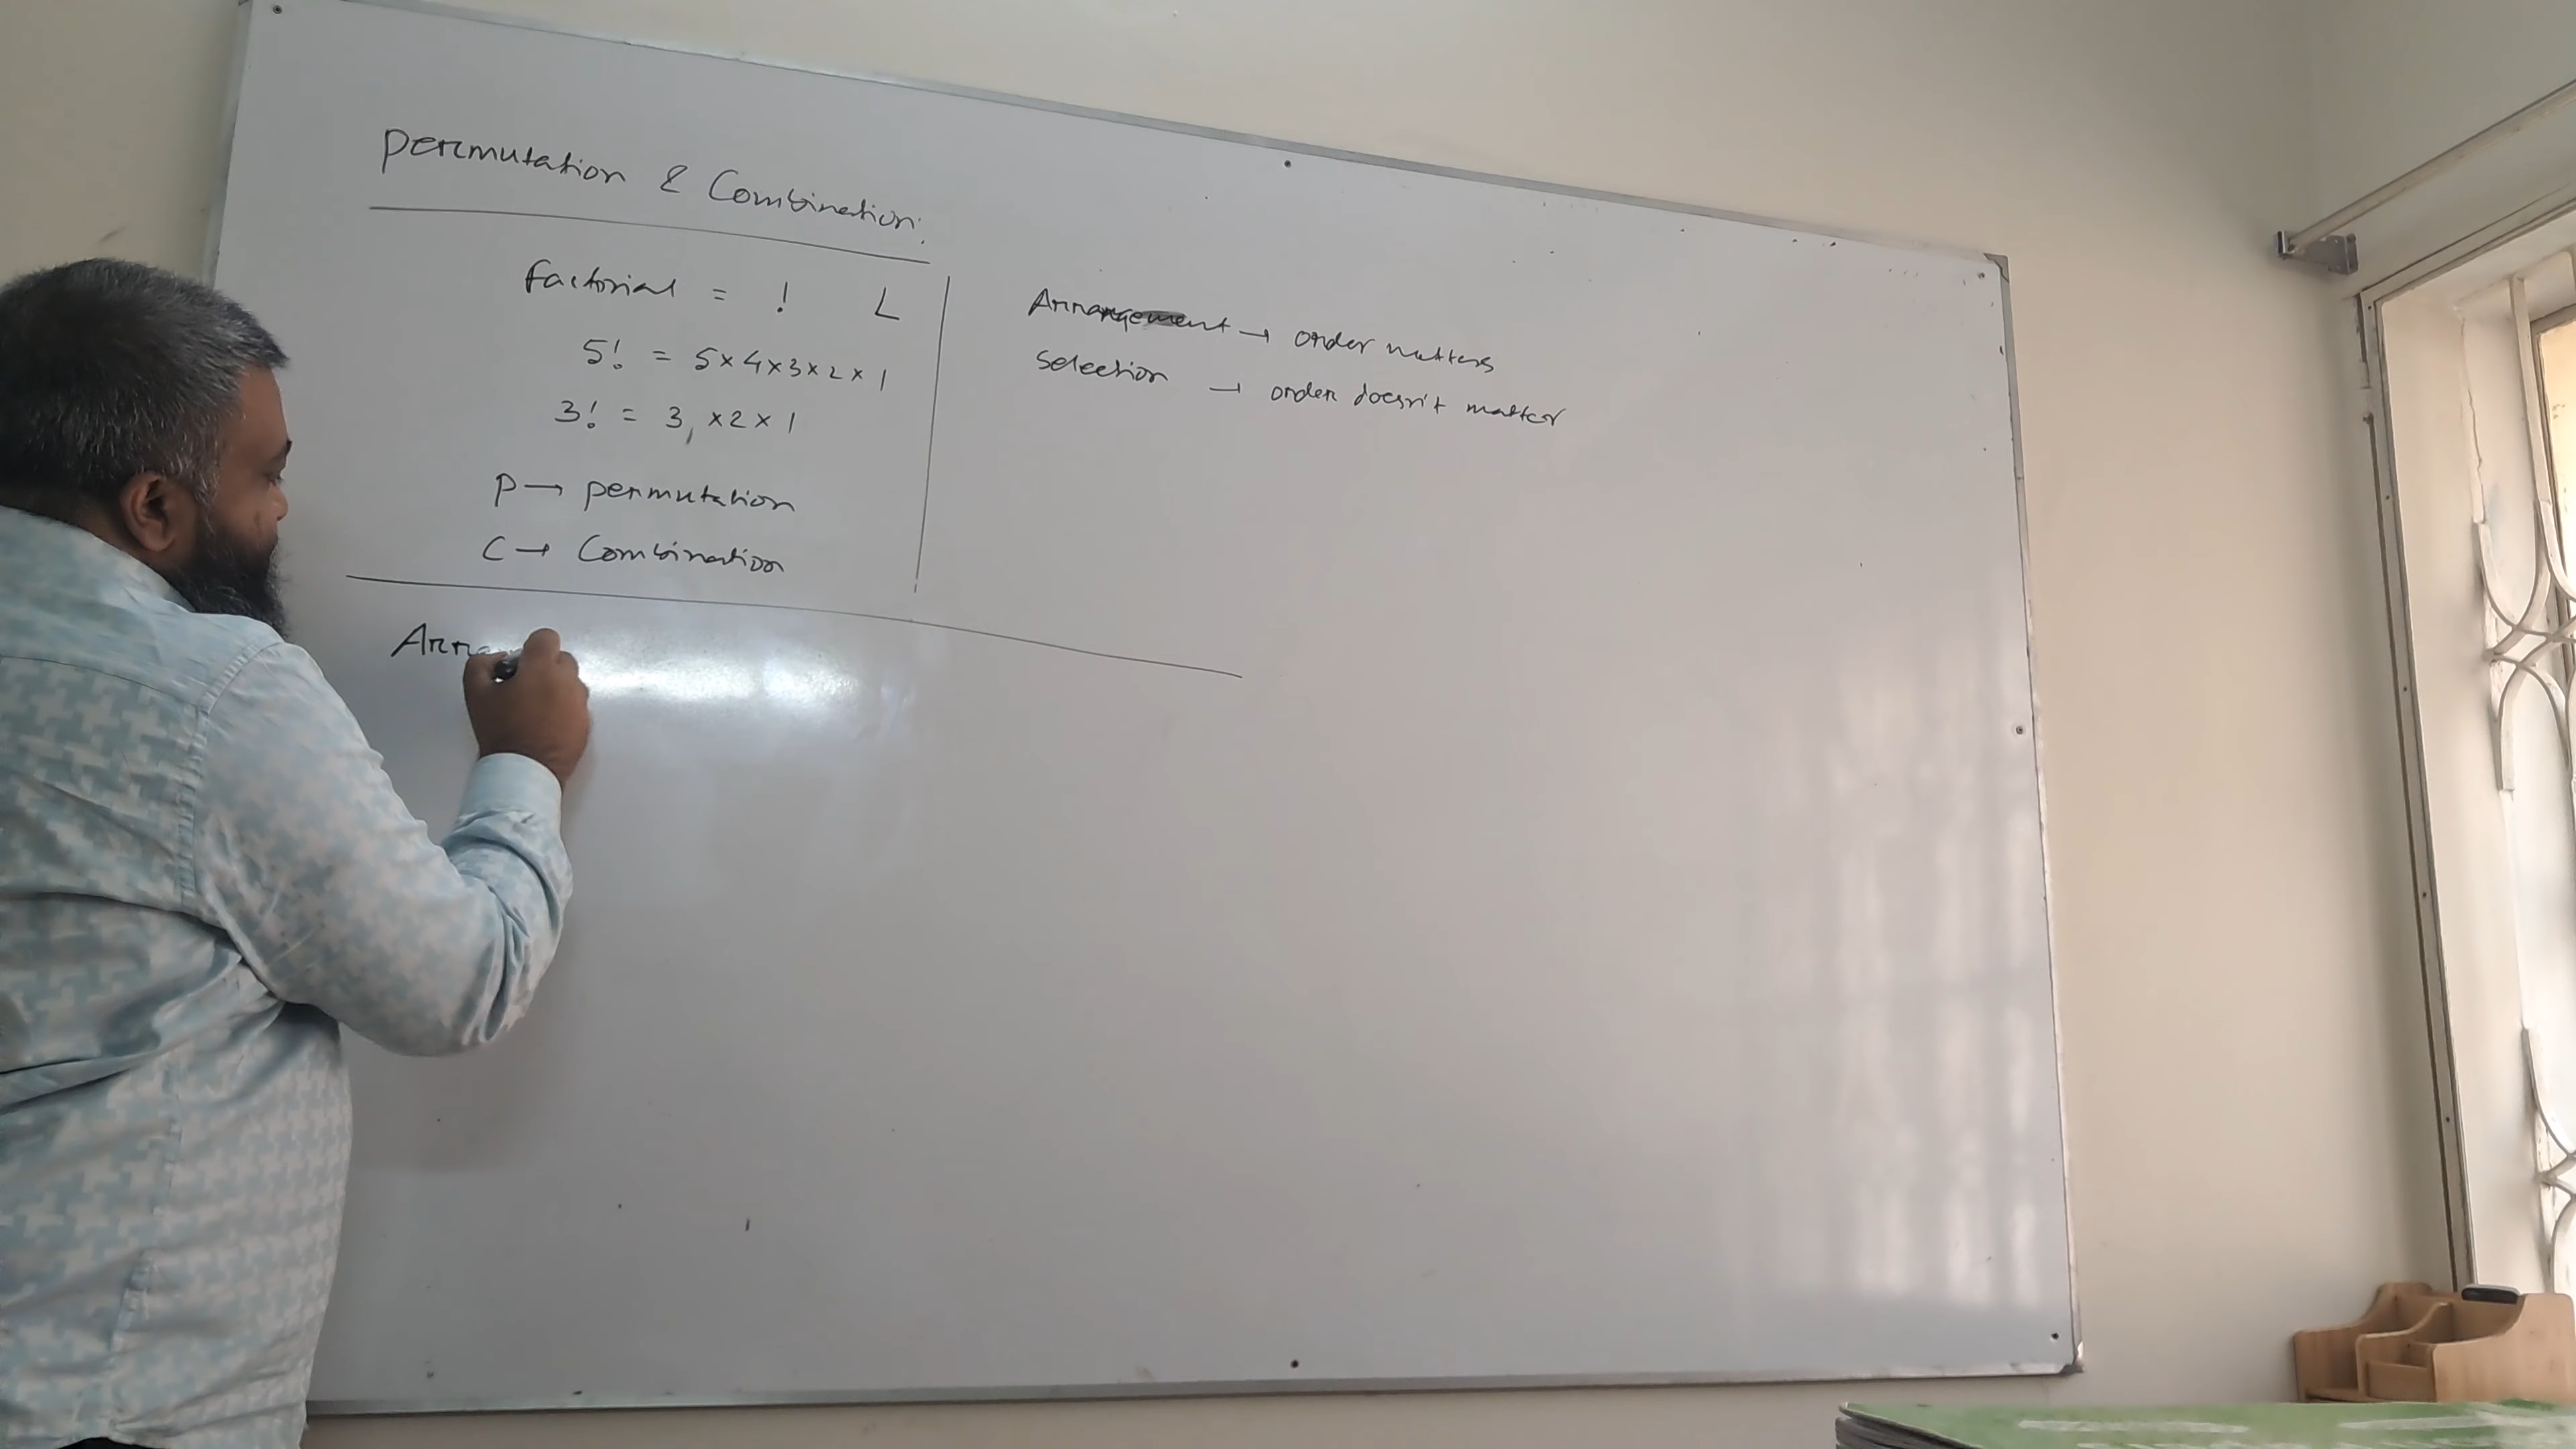 Permutation & Combination:
Factorial = ! L
5! = 5×4×3×2×1
3! = 3 ×2×1
P → permutation
C → Combination
Arrangement → order matters
Selection → order doesn't matter
Arra